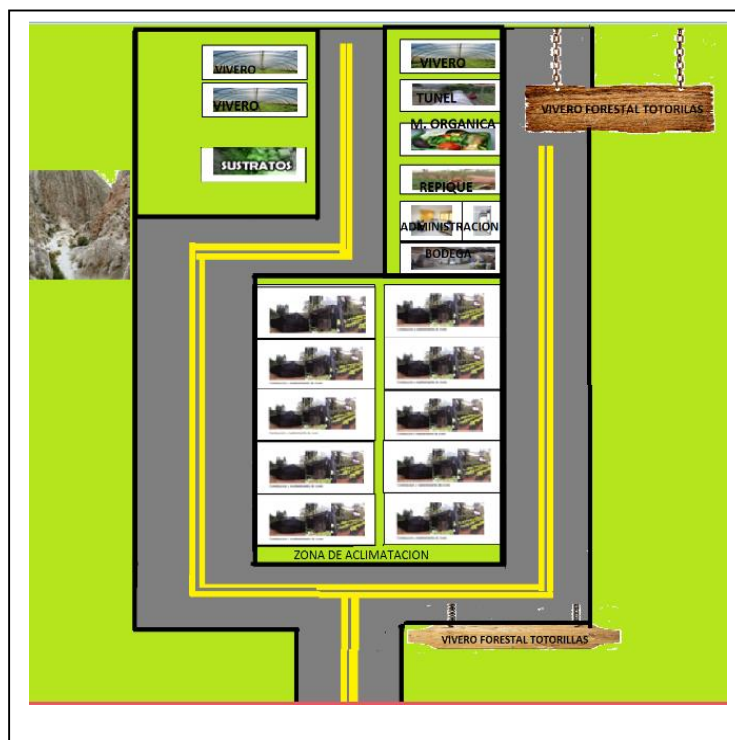 VIVERO
VIVERO
SUSTRATOS
VIVERO
TUNEL
M. ORGANICA
REPIQUE
ADMINISTRACION
BODEGA
VIVERO FORESTAL TOTORILAS
ZONA DE ACLIMATACION
VIVERO FORESTAL TOTORILLAS